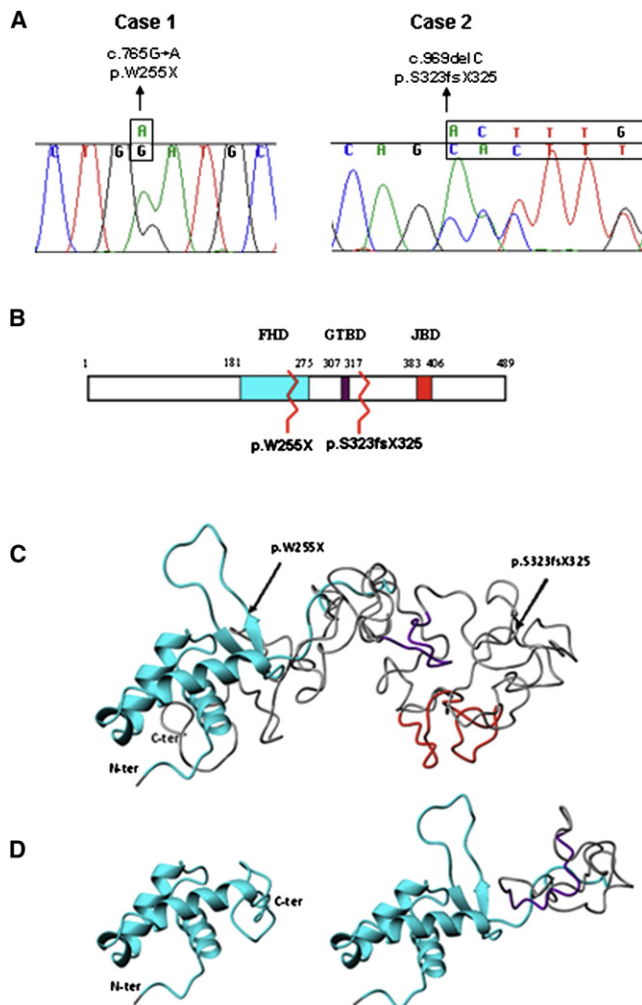 A
Case 1
Case 2
c.765G→A
p.W255X
c.969delC
p.S323fsX325
A
C T G G A T G C
A C T T T G
C A G C A C T T T
B
FHD GTBD JBD
1 181 275 307 317 383 406 489
p.W255X p.S323fsX325
C
p.W255X
p.S323fsX325
C-ter
N-ter
D
C-ter
N-ter